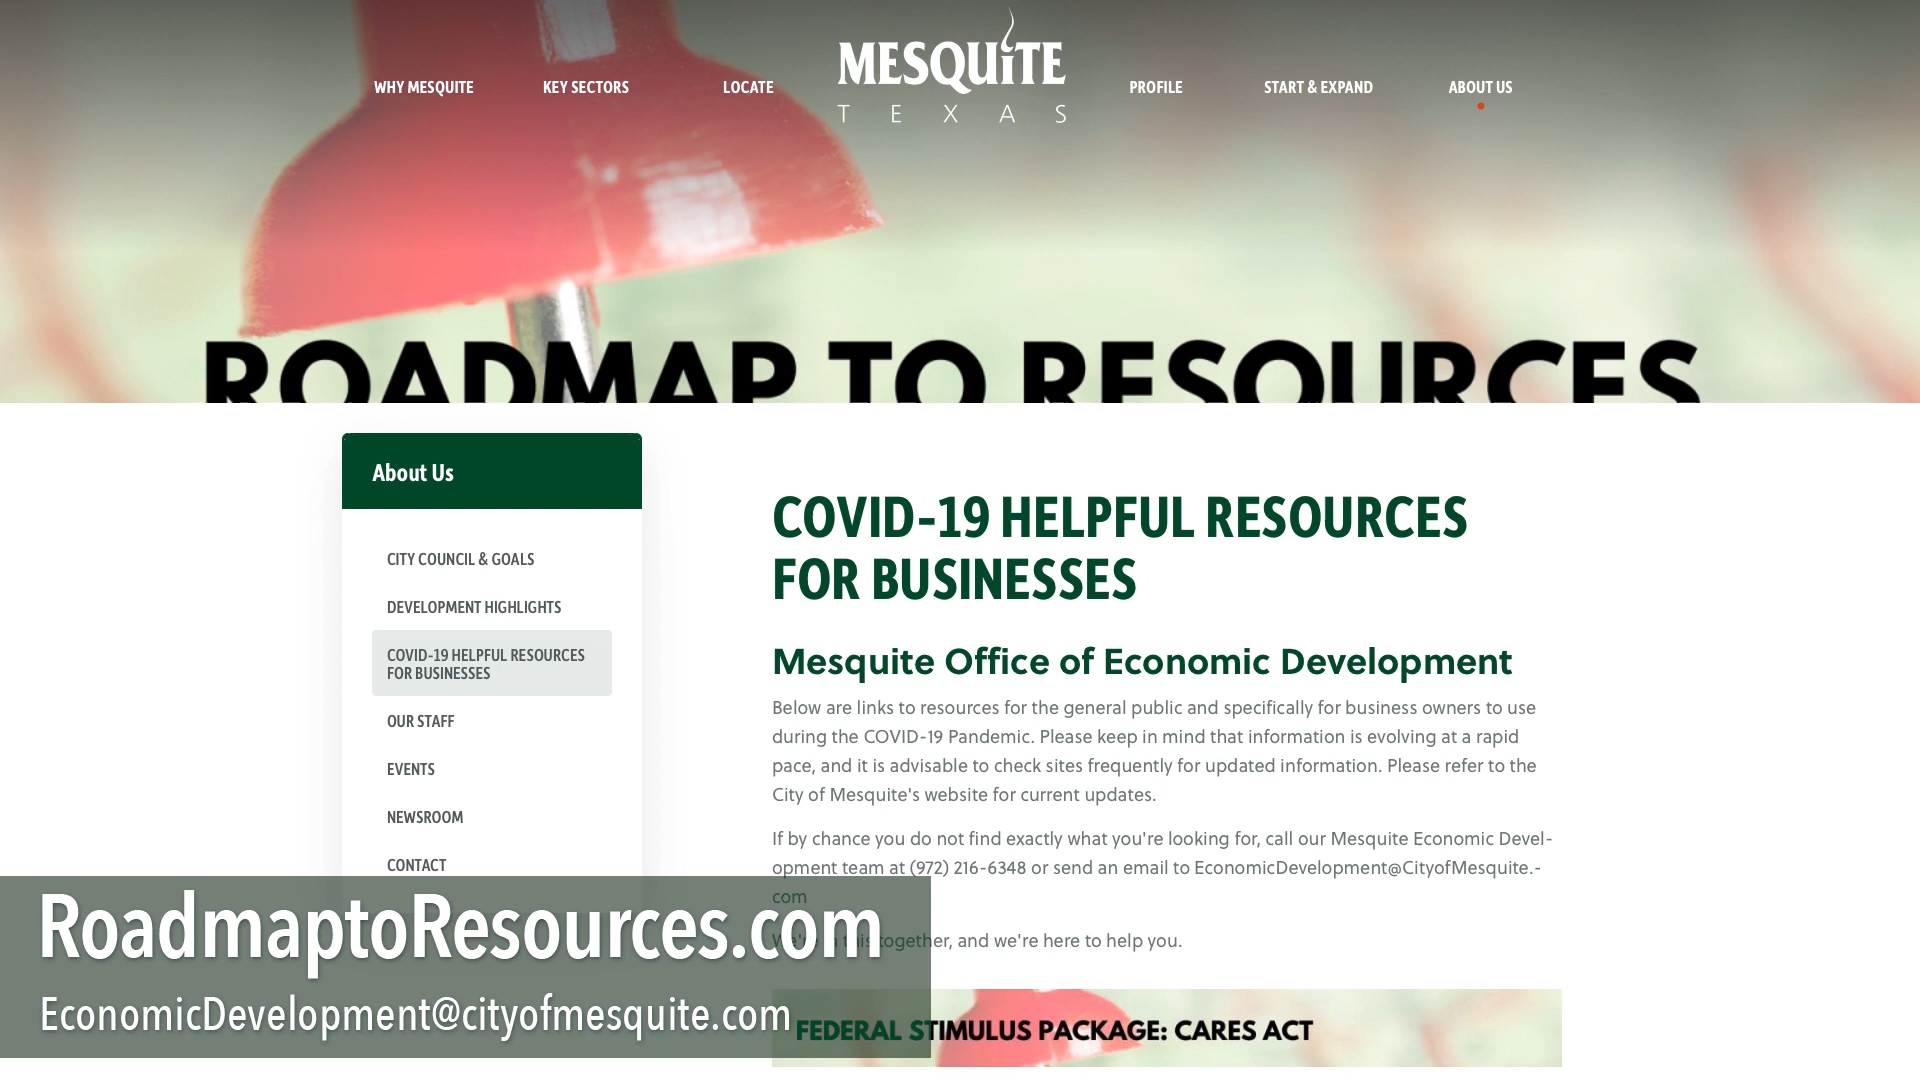 WHY MESQUITE
KEY SECTORS
LOCATE
MESQUiTE
TEXAS
PROFILE
START & EXPAND
ABOUT US
ROADMAP TO RESOURCES
About Us
CITY COUNCIL & GOALS
DEVELOPMENT HIGHLIGHTS
COVID-19 HELPFUL RESOURCES
FOR BUSINESSES
OUR STAFF
EVENTS
NEWSROOM
CONTACT
COVID-19 HELPFUL RESOURCES
FOR BUSINESSES
Mesquite Office of Economic Development
Below are links to resources for the general public and specifically for business owners to use
during the COVID-19 Pandemic. Please keep in mind that information is evolving at a rapid
pace, and it is advisable to check sites frequently for updated information. Please refer to the
City of Mesquite's website for current updates.
If by chance you do not find exactly what you're looking for, call our Mesquite Economic Devel-
opment team at (972) 216-6348 or send an email to EconomicDevelopment@CityofMesquite.-
com
We're in this together, and we're here to help you.
FEDERAL STIMULUS PACKAGE: CARES ACT
RoadmaptoResources.com
EconomicDevelopment@cityofmesquite.com